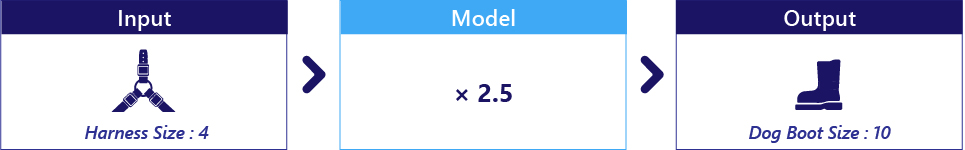 Input
Model
Output
× 2.5
Harness Size : 4
Dog Boot Size : 10